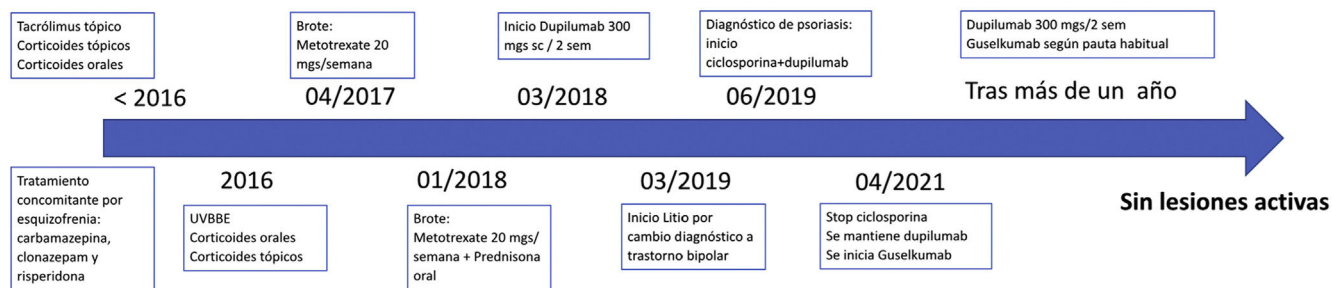 Tacrólimus tópico
Corticoides tópicos
Corticoides orales
Brote:
Metotrexate 20
mgs/semana
Inicio Dupilumab 300
mgs sc / 2 sem
Diagnóstico de psoriasis:
inicio
ciclosporina+dupilumab
Dupilumab 300 mgs/2 sem
Guselkumab según pauta habitual
< 2016
04/2017
03/2018
06/2019
Tras más de un año
2016
01/2018
03/2019
04/2021
Sin lesiones activas
Tratamiento
concomitante por
esquizofrenia:
carbamazepina,
clonazepam y
risperidona
UVBBE
Corticoides orales
Corticoides tópicos
Brote:
Metotrexate 20 mgs/
semana + Prednisona
oral
Inicio Litio por
cambio diagnóstico a
trastorno bipolar
Stop ciclosporina
Se mantiene dupilumab
Se inicia Guselkumab